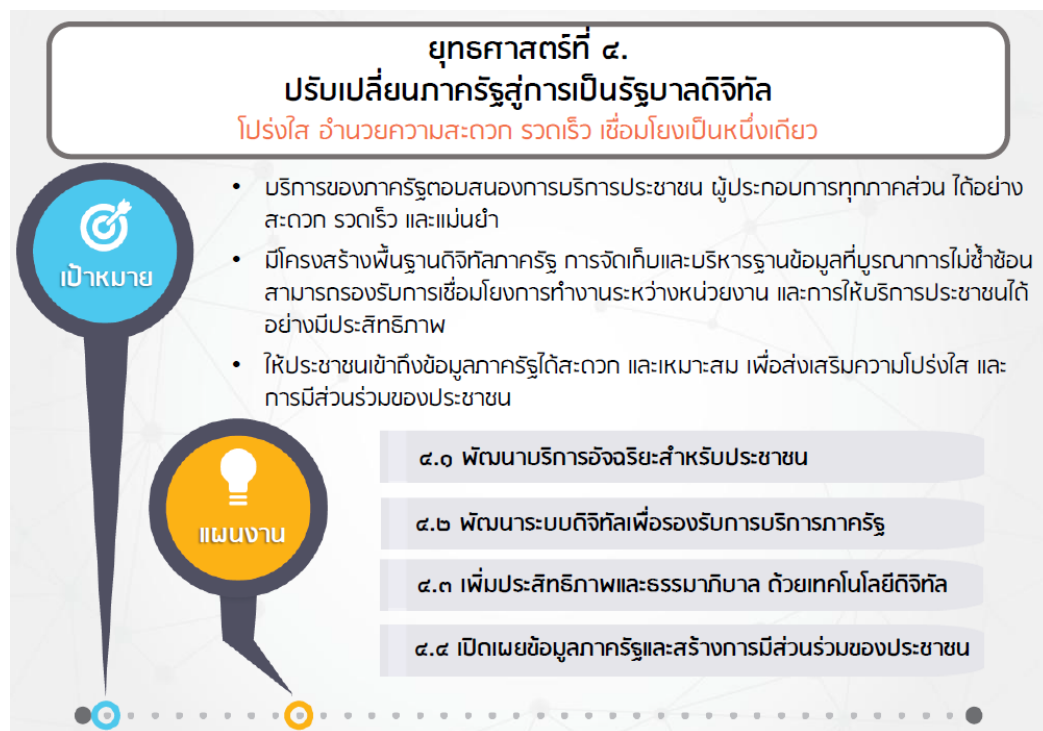 ยุทธศาสตร์ที่ ๔.
ปรับเปลี่ยนภาครัฐสู่การเป็นรัฐบาลดิจิทัล
โปร่งใส อำนวยความสะดวก รวดเร็ว เชื่อมโยงเป็นหนึ่งเดียว
เป้าหมาย
• บริการของภาครัฐตอบสนองการบริการประชาชน ผู้ประกอบการทุกภาคส่วน ได้อย่าง
สะดวก รวดเร็ว และแม่นยำ
• มีโครงสร้างพื้นฐานดิจิทัลภาครัฐ การจัดเก็บและบริหารฐานข้อมูลที่บูรณาการไม่ซ้ำซ้อน
สามารถรองรับการเชื่อมโยงการทำงานระหว่างหน่วยงาน และการให้บริการประชาชนได้
อย่างมีประสิทธิภาพ
• ให้ประชาชนเข้าถึงข้อมูลภาครัฐได้สะดวก และเหมาะสม เพื่อส่งเสริมความโปร่งใส และ
การมีส่วนร่วมของประชาชน
แผนงาน
๔.๑ พัฒนาบริการอัจฉริยะสำหรับประชาชน
๔.๒ พัฒนาระบบดิจิทัลเพื่อรองรับการบริการภาครัฐ
๔.๓ เพิ่มประสิทธิภาพและธรรมาภิบาล ด้วยเทคโนโลยีดิจิทัล
๔.๔ เปิดเผยข้อมูลภาครัฐและสร้างการมีส่วนร่วมของประชาชน